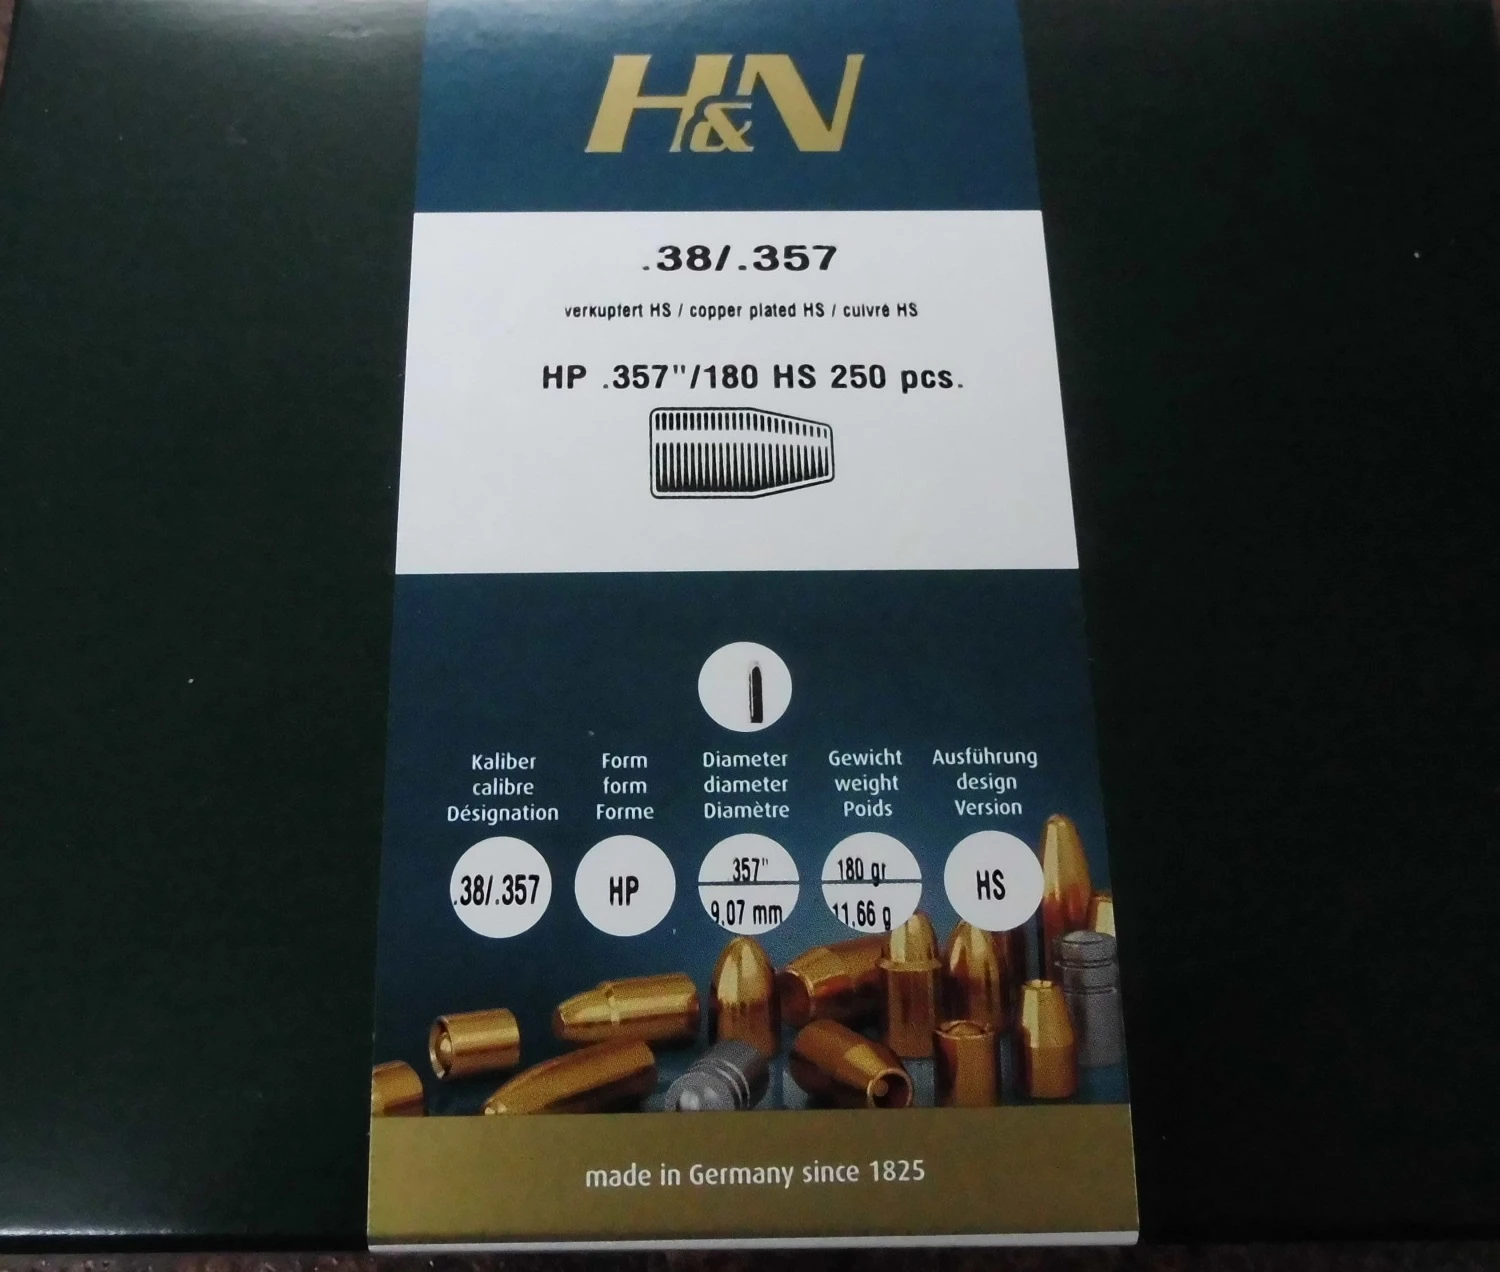 H&N
.38/.357
verkupfert HS / copper plated HS / cuivré HS
HP .357"/180 HS 250 pcs.
Kaliber
calibre
Désignation
Form
form
Forme
Diameter
diameter
Diamètre
Gewicht
weight
Poids
Ausführung
design
Version
.38/.357
HP
.357"
9,07 mm
180 gr
11,66 g
HS
made in Germany since 1825